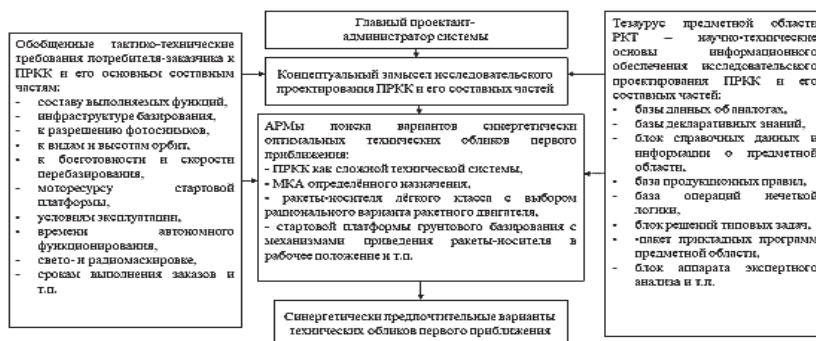 Обобщенные тактико-технические
требования потребителя-заказчика к
ПРКК и его основным составным
частям:
- составу выполняемых функций,
- инфраструктуре базирования,
- к разрешению фотоснимков,
- к видам и высотам орбит,
- к боеготовности и скорости
перебазирования,
- моторесурсу стартовой
платформы,
- условиям эксплуатации,
- времени автономного
функционирования,
- свето- и радиомаскировке,
- срокам выполнения заказов и
т.п.
Главный проектант-
администратор системы
Концептуальный замысел исследовательского
проектирования ПРКК и его составных частей
АРМы поиска вариантов синергетически
оптимальных технических обликов первого
приближения:
- ПРКК как сложной технической системы,
- МКА определённого назначения,
- ракеты-носителя лёгкого класса с выбором
рационального варианта ракетного двигателя,
- стартовой платформы грунтового базирования с
механизмами приведения ракеты-носителя в
рабочее положение и т.п.
Синергетически предпочтительные варианты
технических обликов первого приближения
Тезаурус предметной области
РКТ – научно-технические
основы информационного
обеспечения исследовательского
проектирования ПРКК и его
составных частей:
• базы данных об аналогах,
- базы декларативных знаний,
- блок справочных данных и
информации о предметной
области,
- база продукционных правил,
- база операций нечеткой
логики,
- блок решений типовых задач,
- •пакет прикладных программ
предметной области,
- блок аппарата экспертного
анализа и т.п.